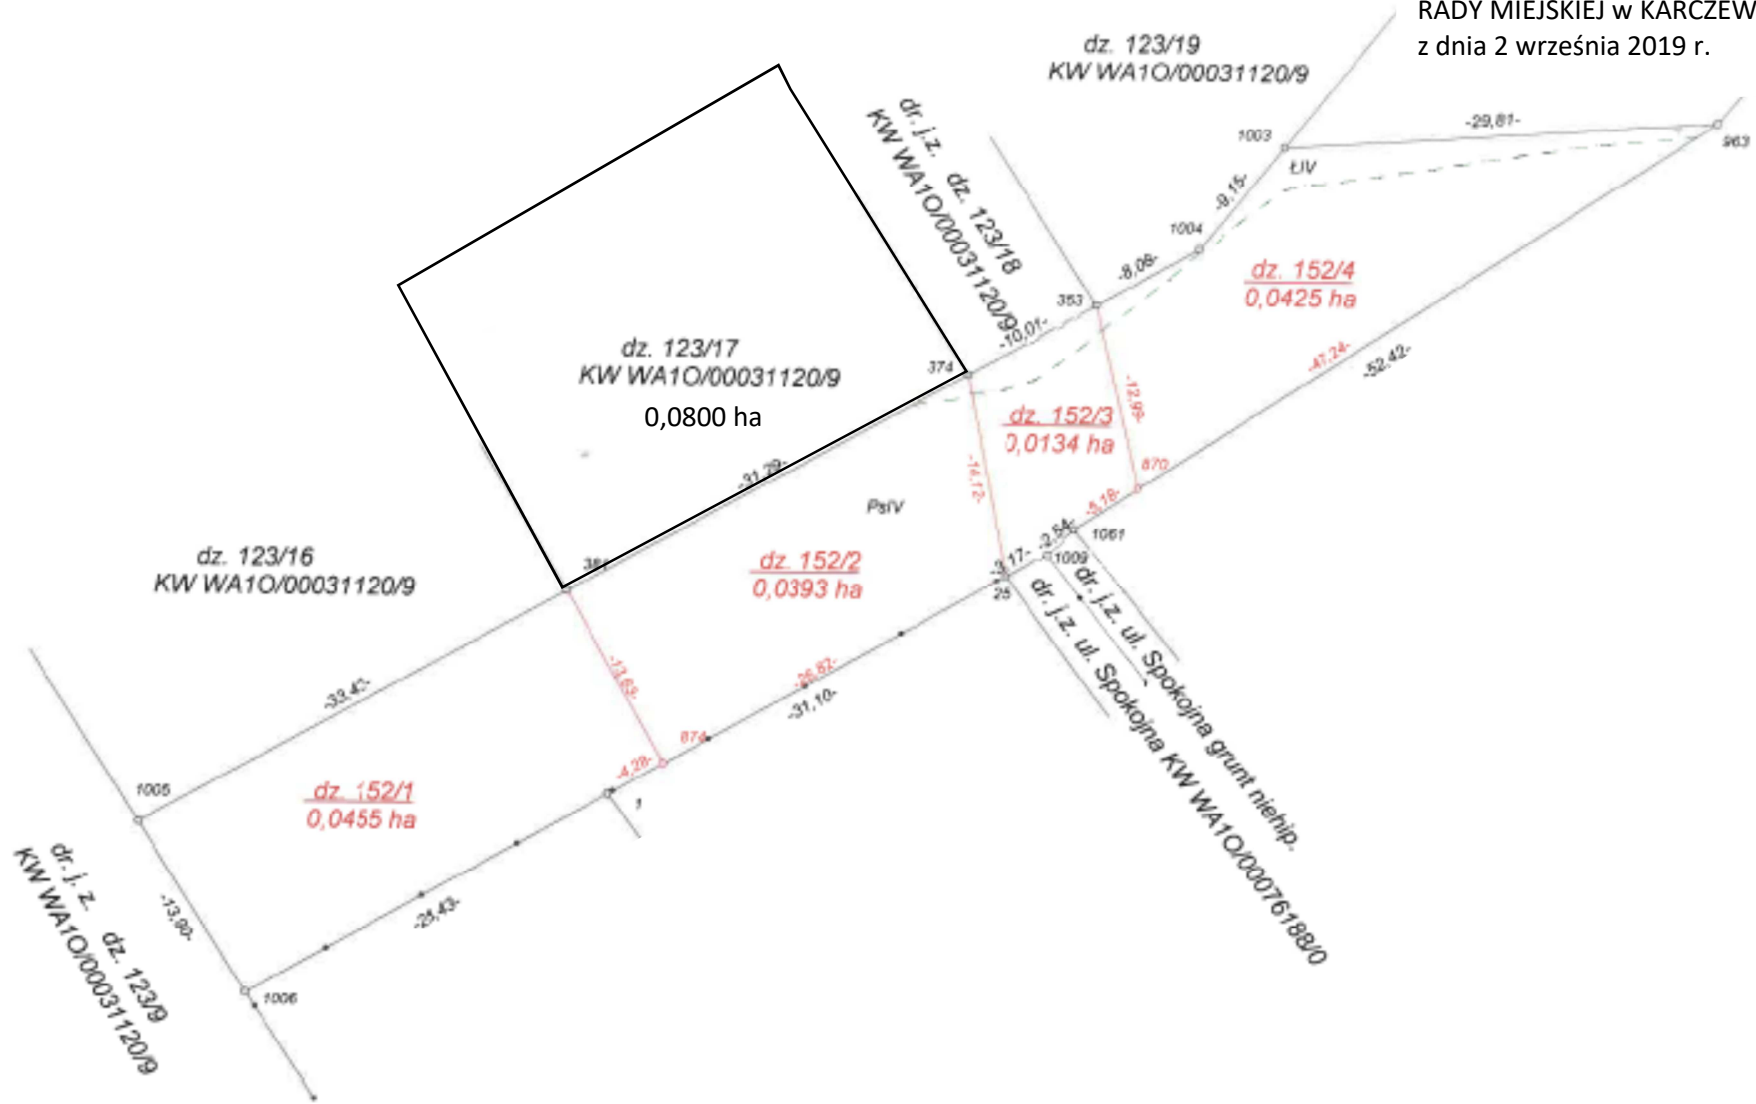 RADY MIEJSKIEJ w KARCZEW
z dnia 2 września 2019 r.
dz. 123/19
KW WA1O/00031120/9
dr. j.z. dz. 123/18
KW WA1O/00031120/9
1003
-29,81-
963
ŁIV
-9,15-
1004
-8,08-
353
dz. 152/4
0,0425 ha
-10,01-
dz. 123/17
KW WA1O/00031120/9
0,0800 ha
374
-47,24-
-52,42-
-12,99-
dz. 152/3
0,0134 ha
-31,29-
-14,12-
870
PsIV
-5,18-
-2,54-
1061
dz. 123/16
KW WA1O/00031120/9
dz. 152/2
0,0393 ha
-3,17-
1009
25
dr. j.z. ul. Spokojna grunt niehip.
dr. j.z. ul. Spokojna KW WA1O/00076188/0
-13,63-
-33,43-
-26,82-
-31,10-
874
-4,28-
1
1005
dz. 152/1
0,0455 ha
dr. j. z. dz. 123/9
KW WA1O/00031120/9
-13,90-
1006